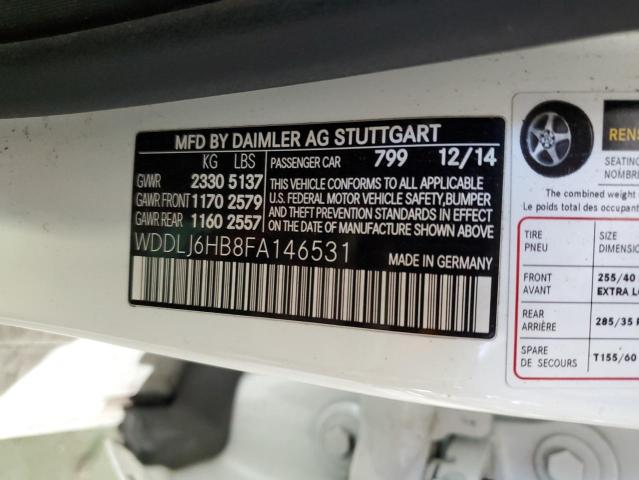 MFD BY DAIMLER AG STUTTGART
KG LBS PASSENGER CAR 799 12/14
GVWR 2330 5137
GAWR FRONT 1170 2579
GAWR REAR 1160 2557
THIS VEHICLE CONFORMS TO ALL APPLICABLE
U.S. FEDERAL MOTOR VEHICLE SAFETY, BUMPER
AND THEFT PREVENTION STANDARDS IN EFFECT
ON THE DATE OF MANUFACTURE SHOWN ABOVE
WDDLJ6HB8FA146531
MADE IN GERMANY
SEATING
NOMBRE
The combined weight
Le poids total des occupant
TIRE SIZE
PNEU DIMENSION
FRONT 255/40
AVANT EXTRA
REAR 285/35
ARRIÈRE
SPARE T155/60
DE SECOURS